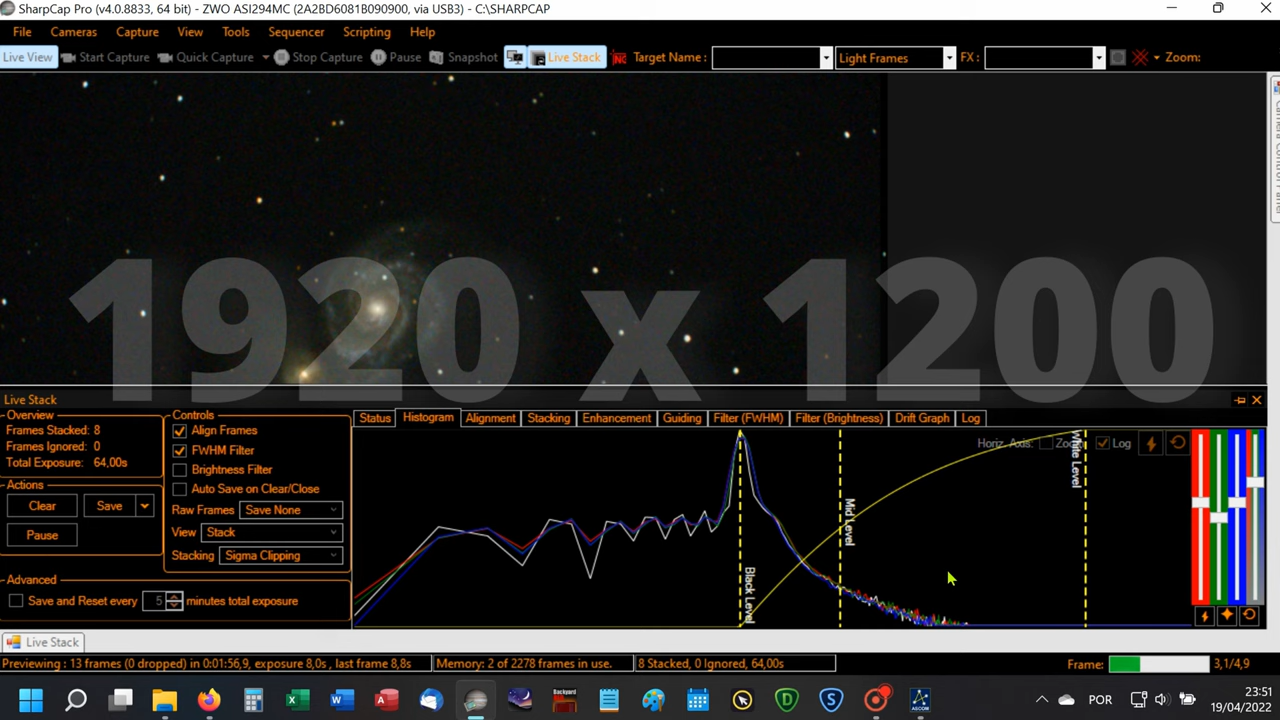 SharpCap Pro (v4.0.8833, 64 bit) - ZWO ASI294MC (2A2BD6081B090900, via USB3) - C:\SHARPCAP
File Cameras Capture View Tools Sequencer Scripting Help
Live View Start Capture Quick Capture Stop Capture Pause Snapshot Live Stack NC Target Name : Light Frames FX : Zoom:
1920 x 1200
Live Stack
Overview
Frames Stacked: 8
Frames Ignored: 0
Total Exposure: 64,00s
Actions
Clear Save
Pause
Controls
Align Frames
FWHM Filter
Brightness Filter
Auto Save on Clear/Close
Raw Frames Save None
View Stack
Stacking Sigma Clipping
Advanced
Save and Reset every 5 minutes total exposure
Status Histogram Alignment Stacking Enhancement Guiding Filter (FWHM) Filter (Brightness) Drift Graph Log
Horiz. Axis: Log
Black Level
Mid Level
White Level
Live Stack
Previewing : 13 frames (0 dropped) in 0:01:56,9, exposure 8,0s , last frame 8,8s Memory: 2 of 2278 frames in use. 8 Stacked, 0 Ignored, 64,00s Frame: 3,1/4,9
Backyard
ASCOM
POR
23:51
19/04/2022